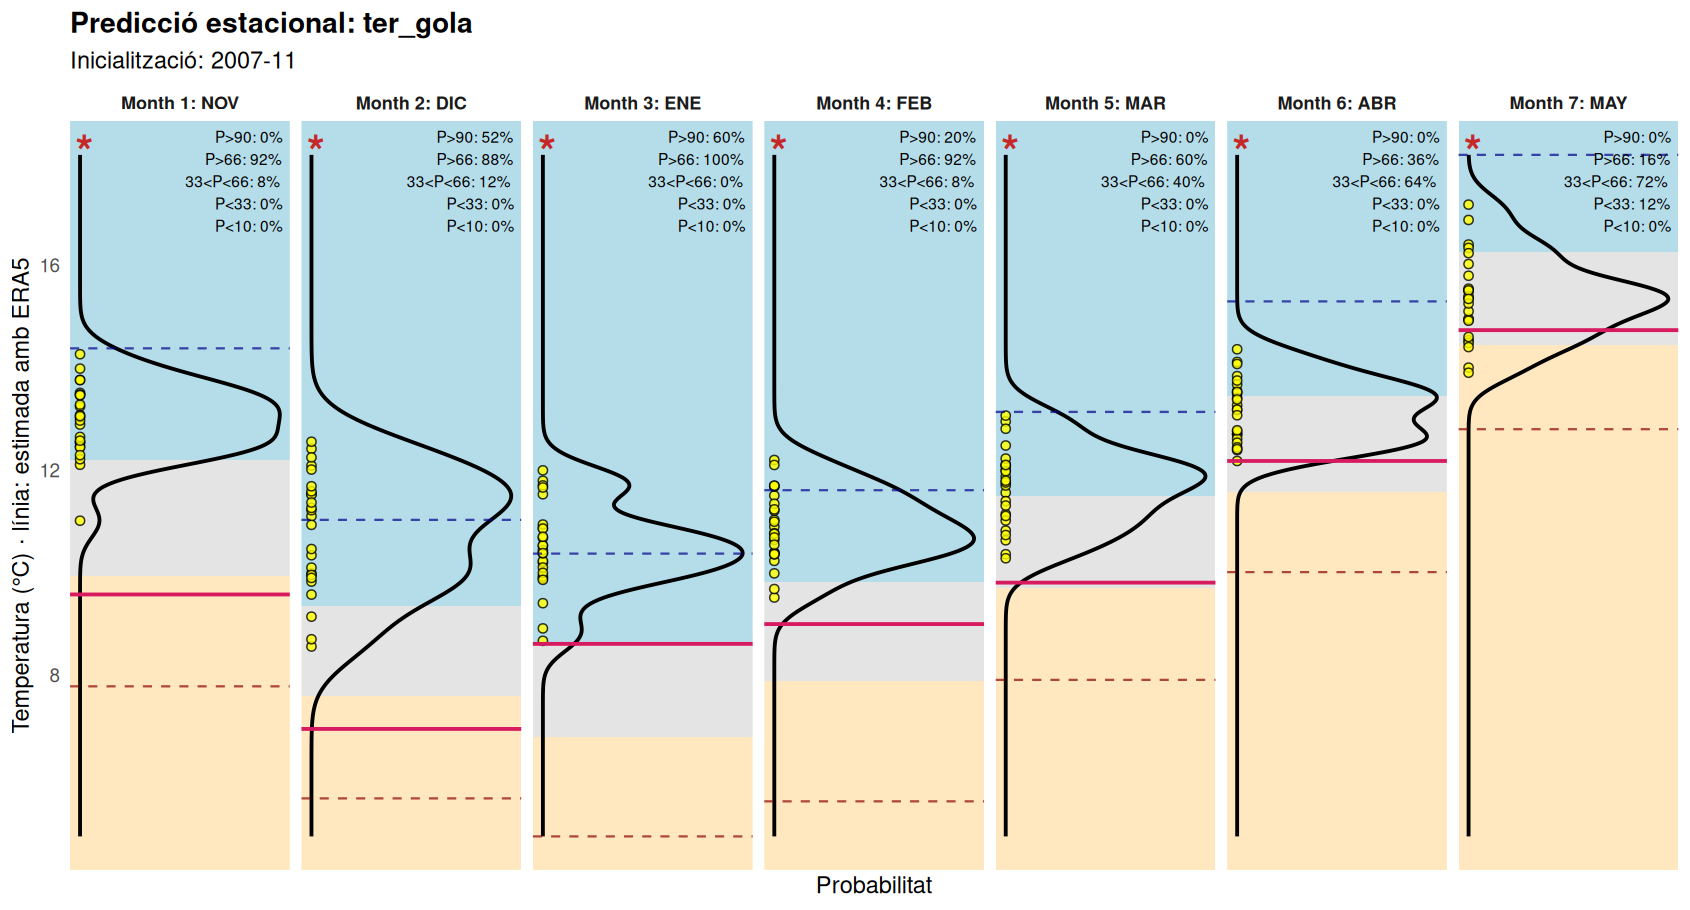 Predicció estacional: ter_gola
Inicialització: 2007-11
Month 1: NOV
Month 2: DIC
Month 3: ENE
Month 4: FEB
Month 5: MAR
Month 6: ABR
Month 7: MAY
*
P>90: 0%
P>66: 92%
33<P<66: 8%
P<33: 0%
P<10: 0%
*
P>90: 52%
P>66: 88%
33<P<66: 12%
P<33: 0%
P<10: 0%
*
P>90: 60%
P>66: 100%
33<P<66: 0%
P<33: 0%
P<10: 0%
*
P>90: 20%
P>66: 92%
33<P<66: 8%
P<33: 0%
P<10: 0%
*
P>90: 0%
P>66: 60%
33<P<66: 40%
P<33: 0%
P<10: 0%
*
P>90: 0%
P>66: 36%
33<P<66: 64%
P<33: 0%
P<10: 0%
*
P>90: 0%
P>66: 16%
33<P<66: 72%
P<33: 12%
P<10: 0%
16
12
8
Temperatura (°C) · línia: estimada amb ERA5
Probabilitat